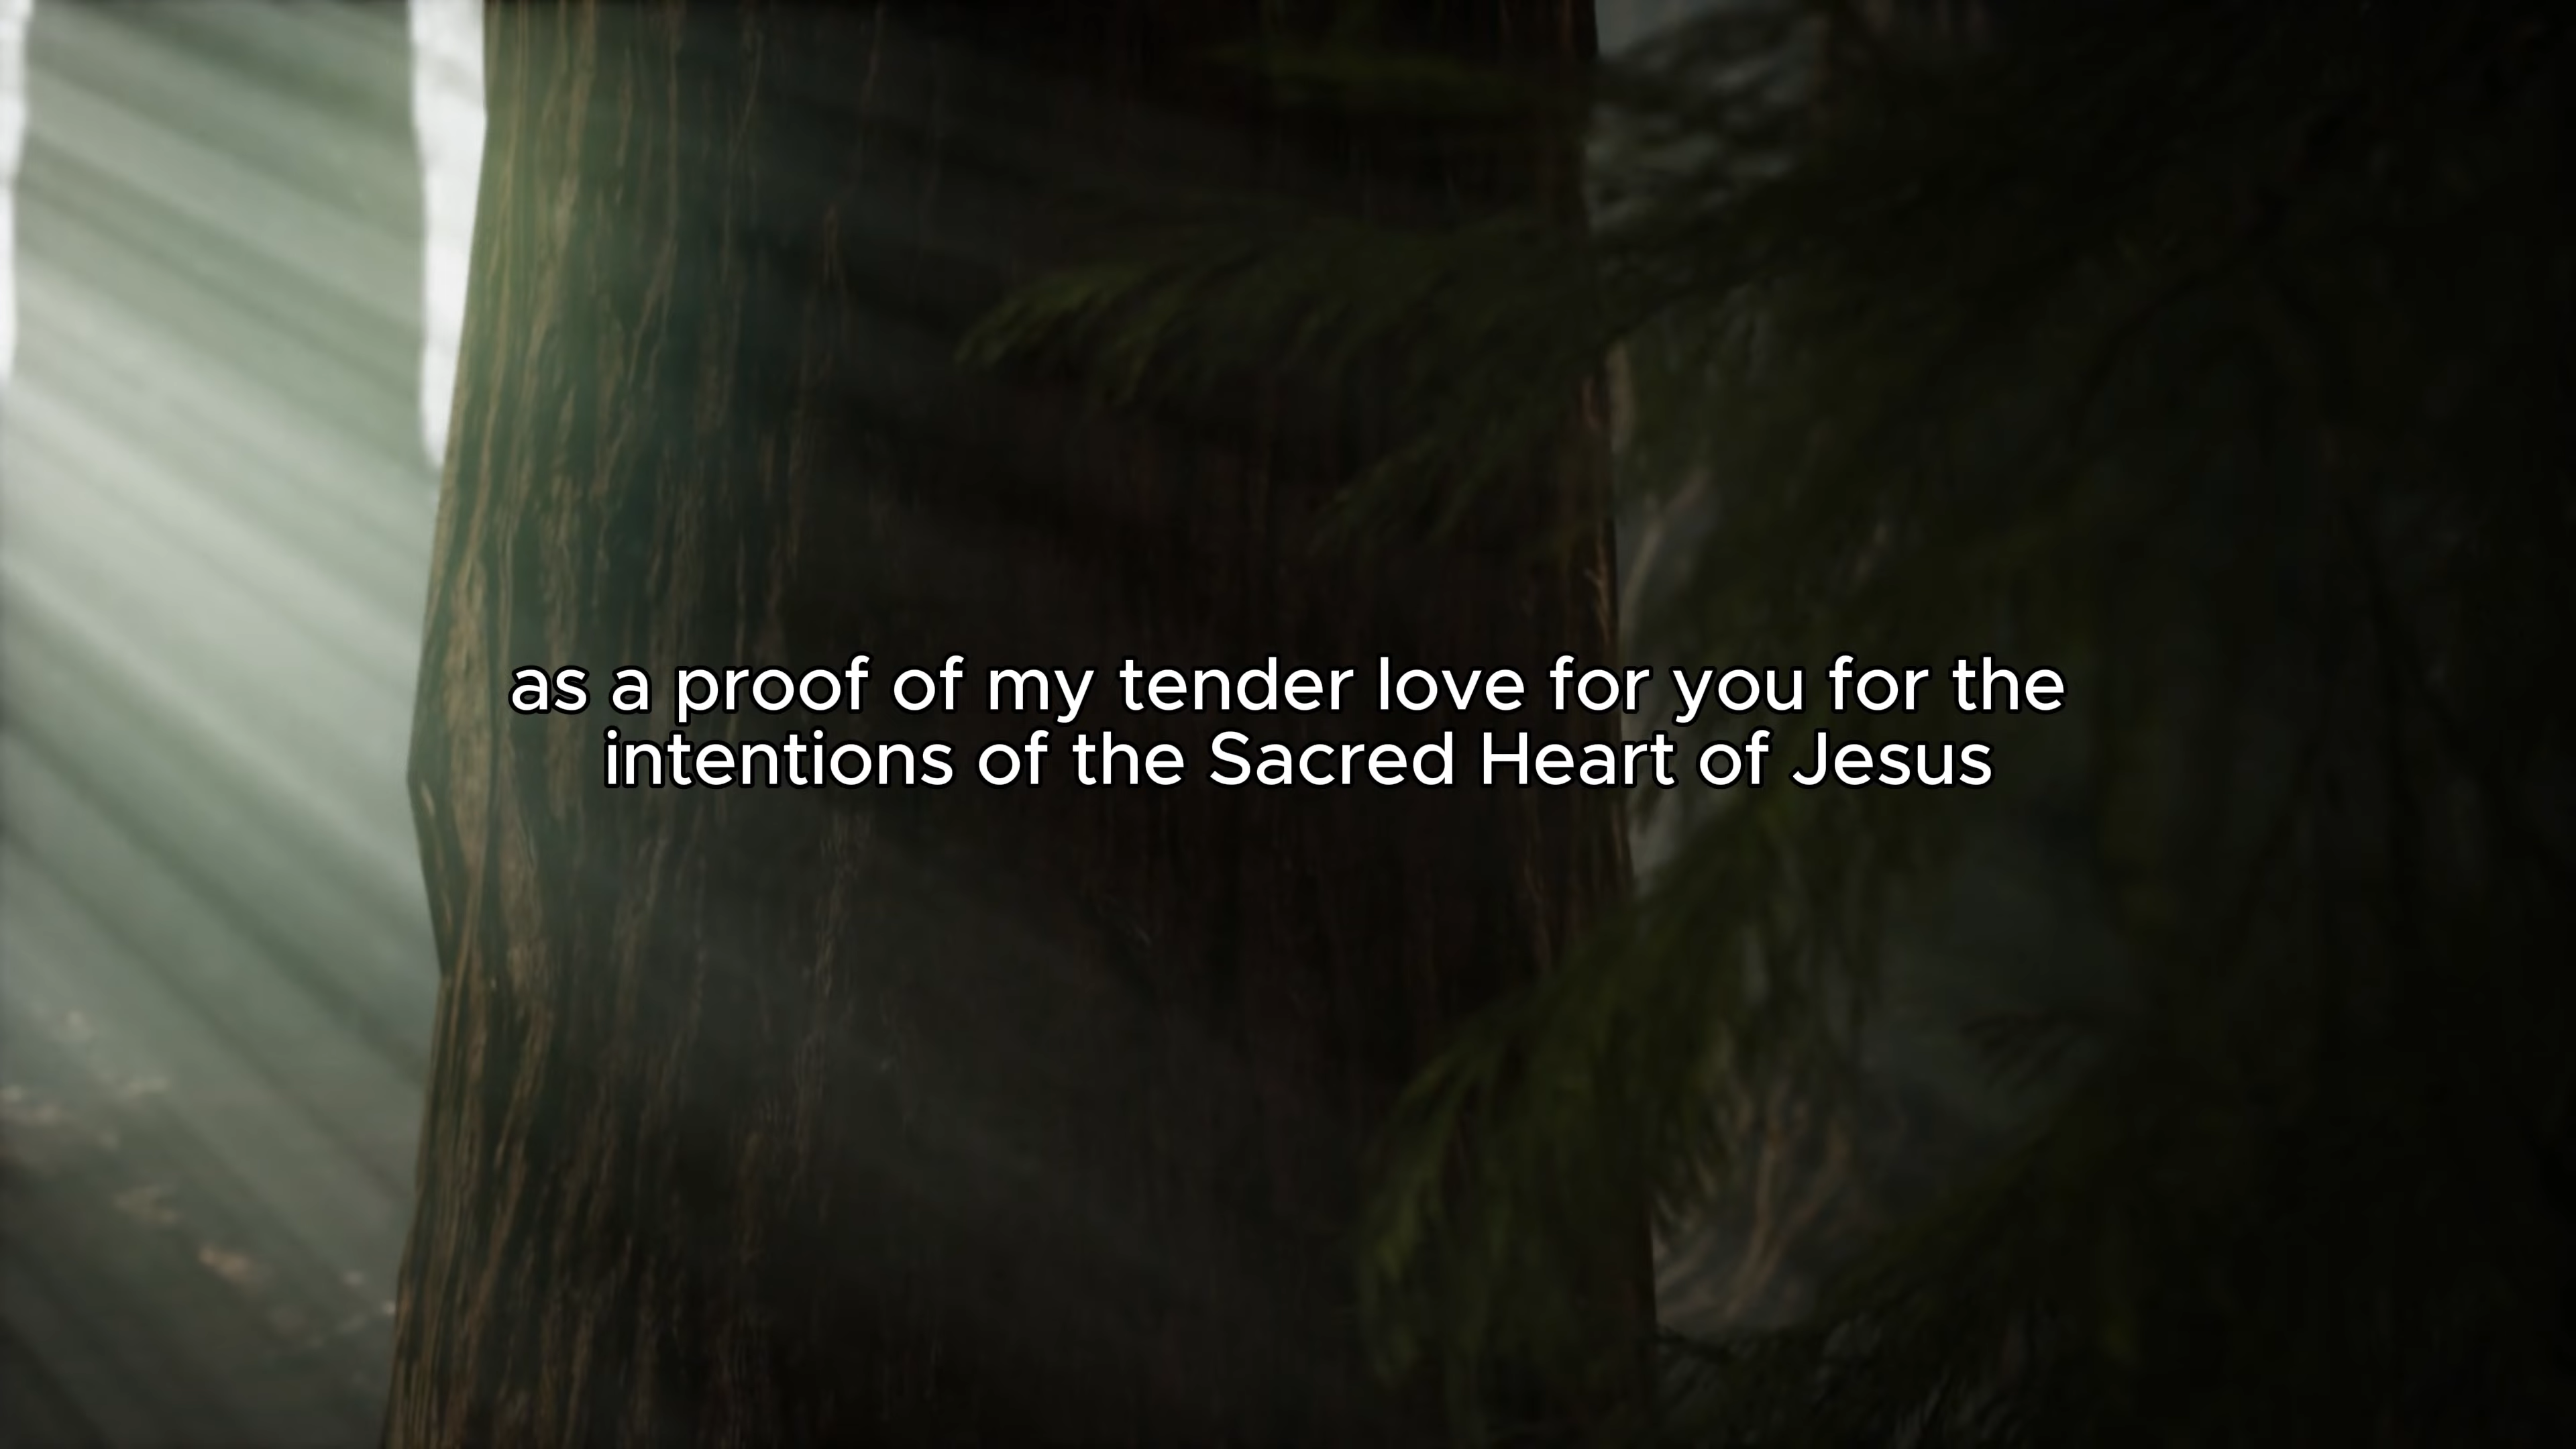 as a proof of my tender love for you for the
intentions of the Sacred Heart of Jesus